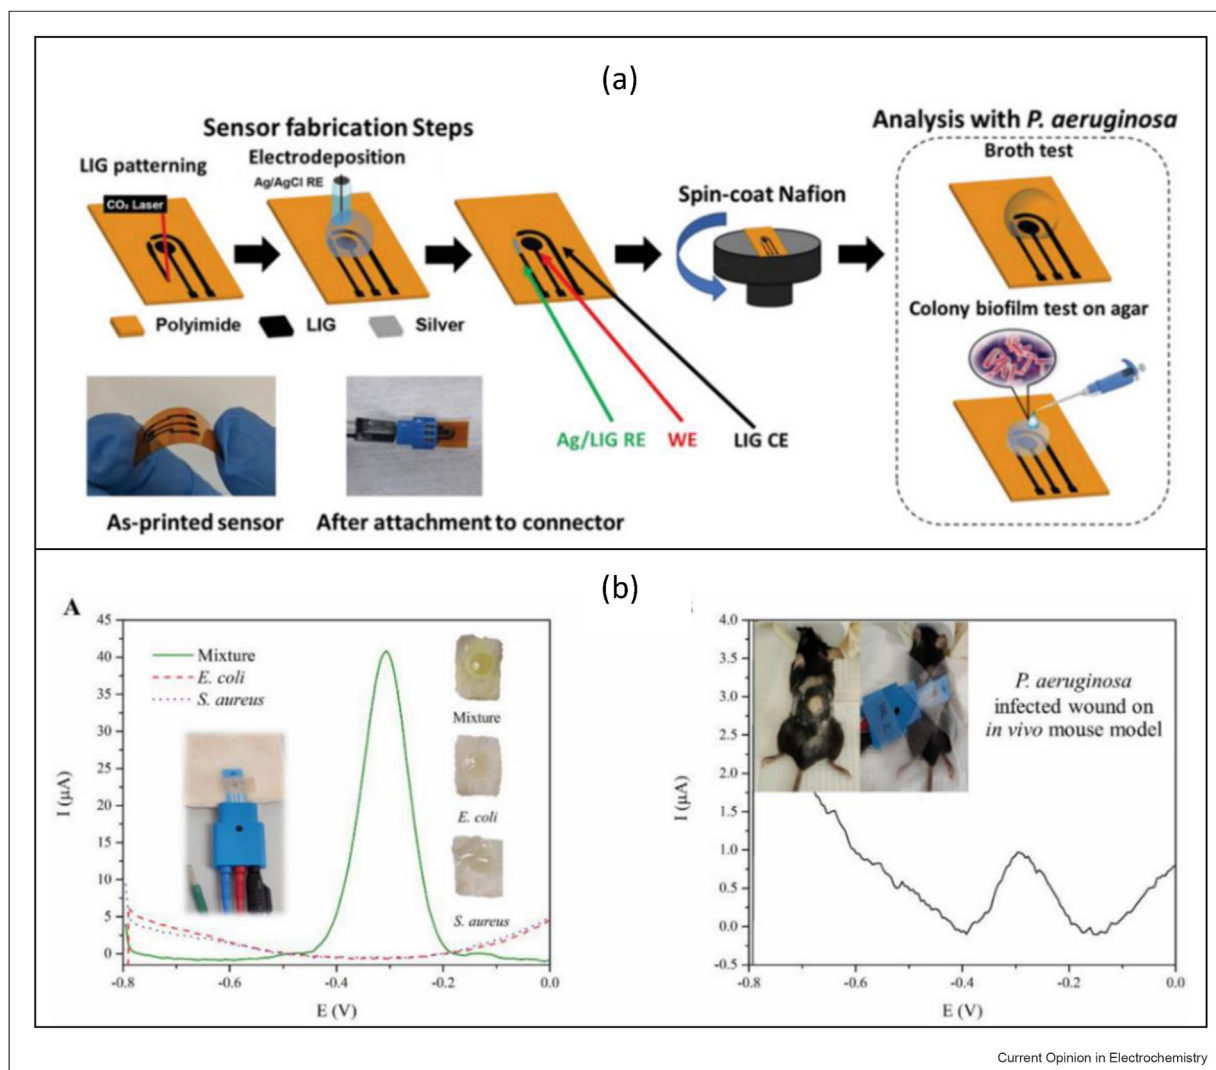 (a)
Sensor fabrication Steps
LIG patterning
Electrodeposition
Ag/AgCl RE
CO₂ Laser
Spin-coat Nafion
Analysis with P. aeruginosa
Broth test
Colony biofilm test on agar
Polyimide
LIG
Silver
Ag/LIG RE
WE
LIG CE
As-printed sensor
After attachment to connector
(b)
A
45
40
35
30
25
20
15
10
5
0
I (µA)
Mixture
E. coli
S. aureus
Mixture
E. coli
S. aureus
-0.8
-0.6
-0.4
-0.2
0.0
E (V)
4.0
3.5
3.0
2.5
2.0
1.5
1.0
0.5
0.0
-0.5
I (µA)
P. aeruginosa
infected wound on
in vivo mouse model
-0.8
-0.6
-0.4
-0.2
0.0
E (V)
Current Opinion in Electrochemistry